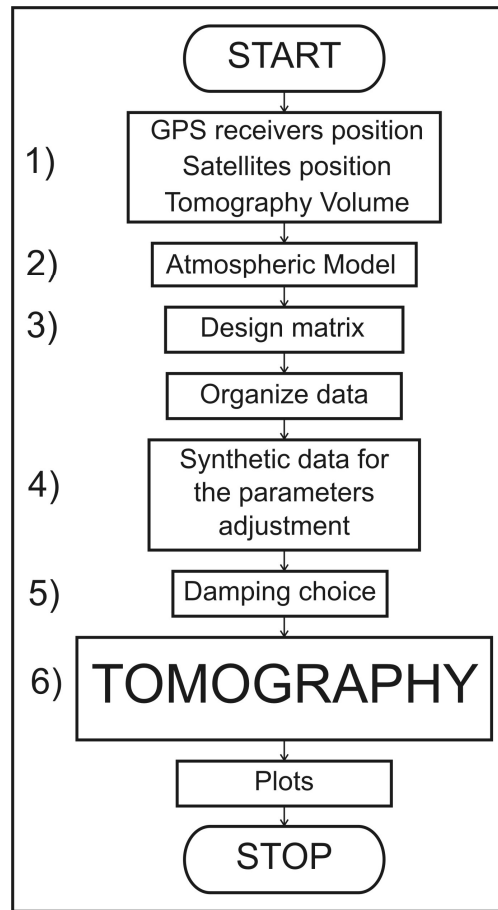 START
1)
GPS receivers position
Satellites position
Tomography Volume
2)
Atmospheric Model
3)
Design matrix
Organize data
4)
Synthetic data for
the parameters
adjustment
5)
Damping choice
6)
TOMOGRAPHY
Plots
STOP